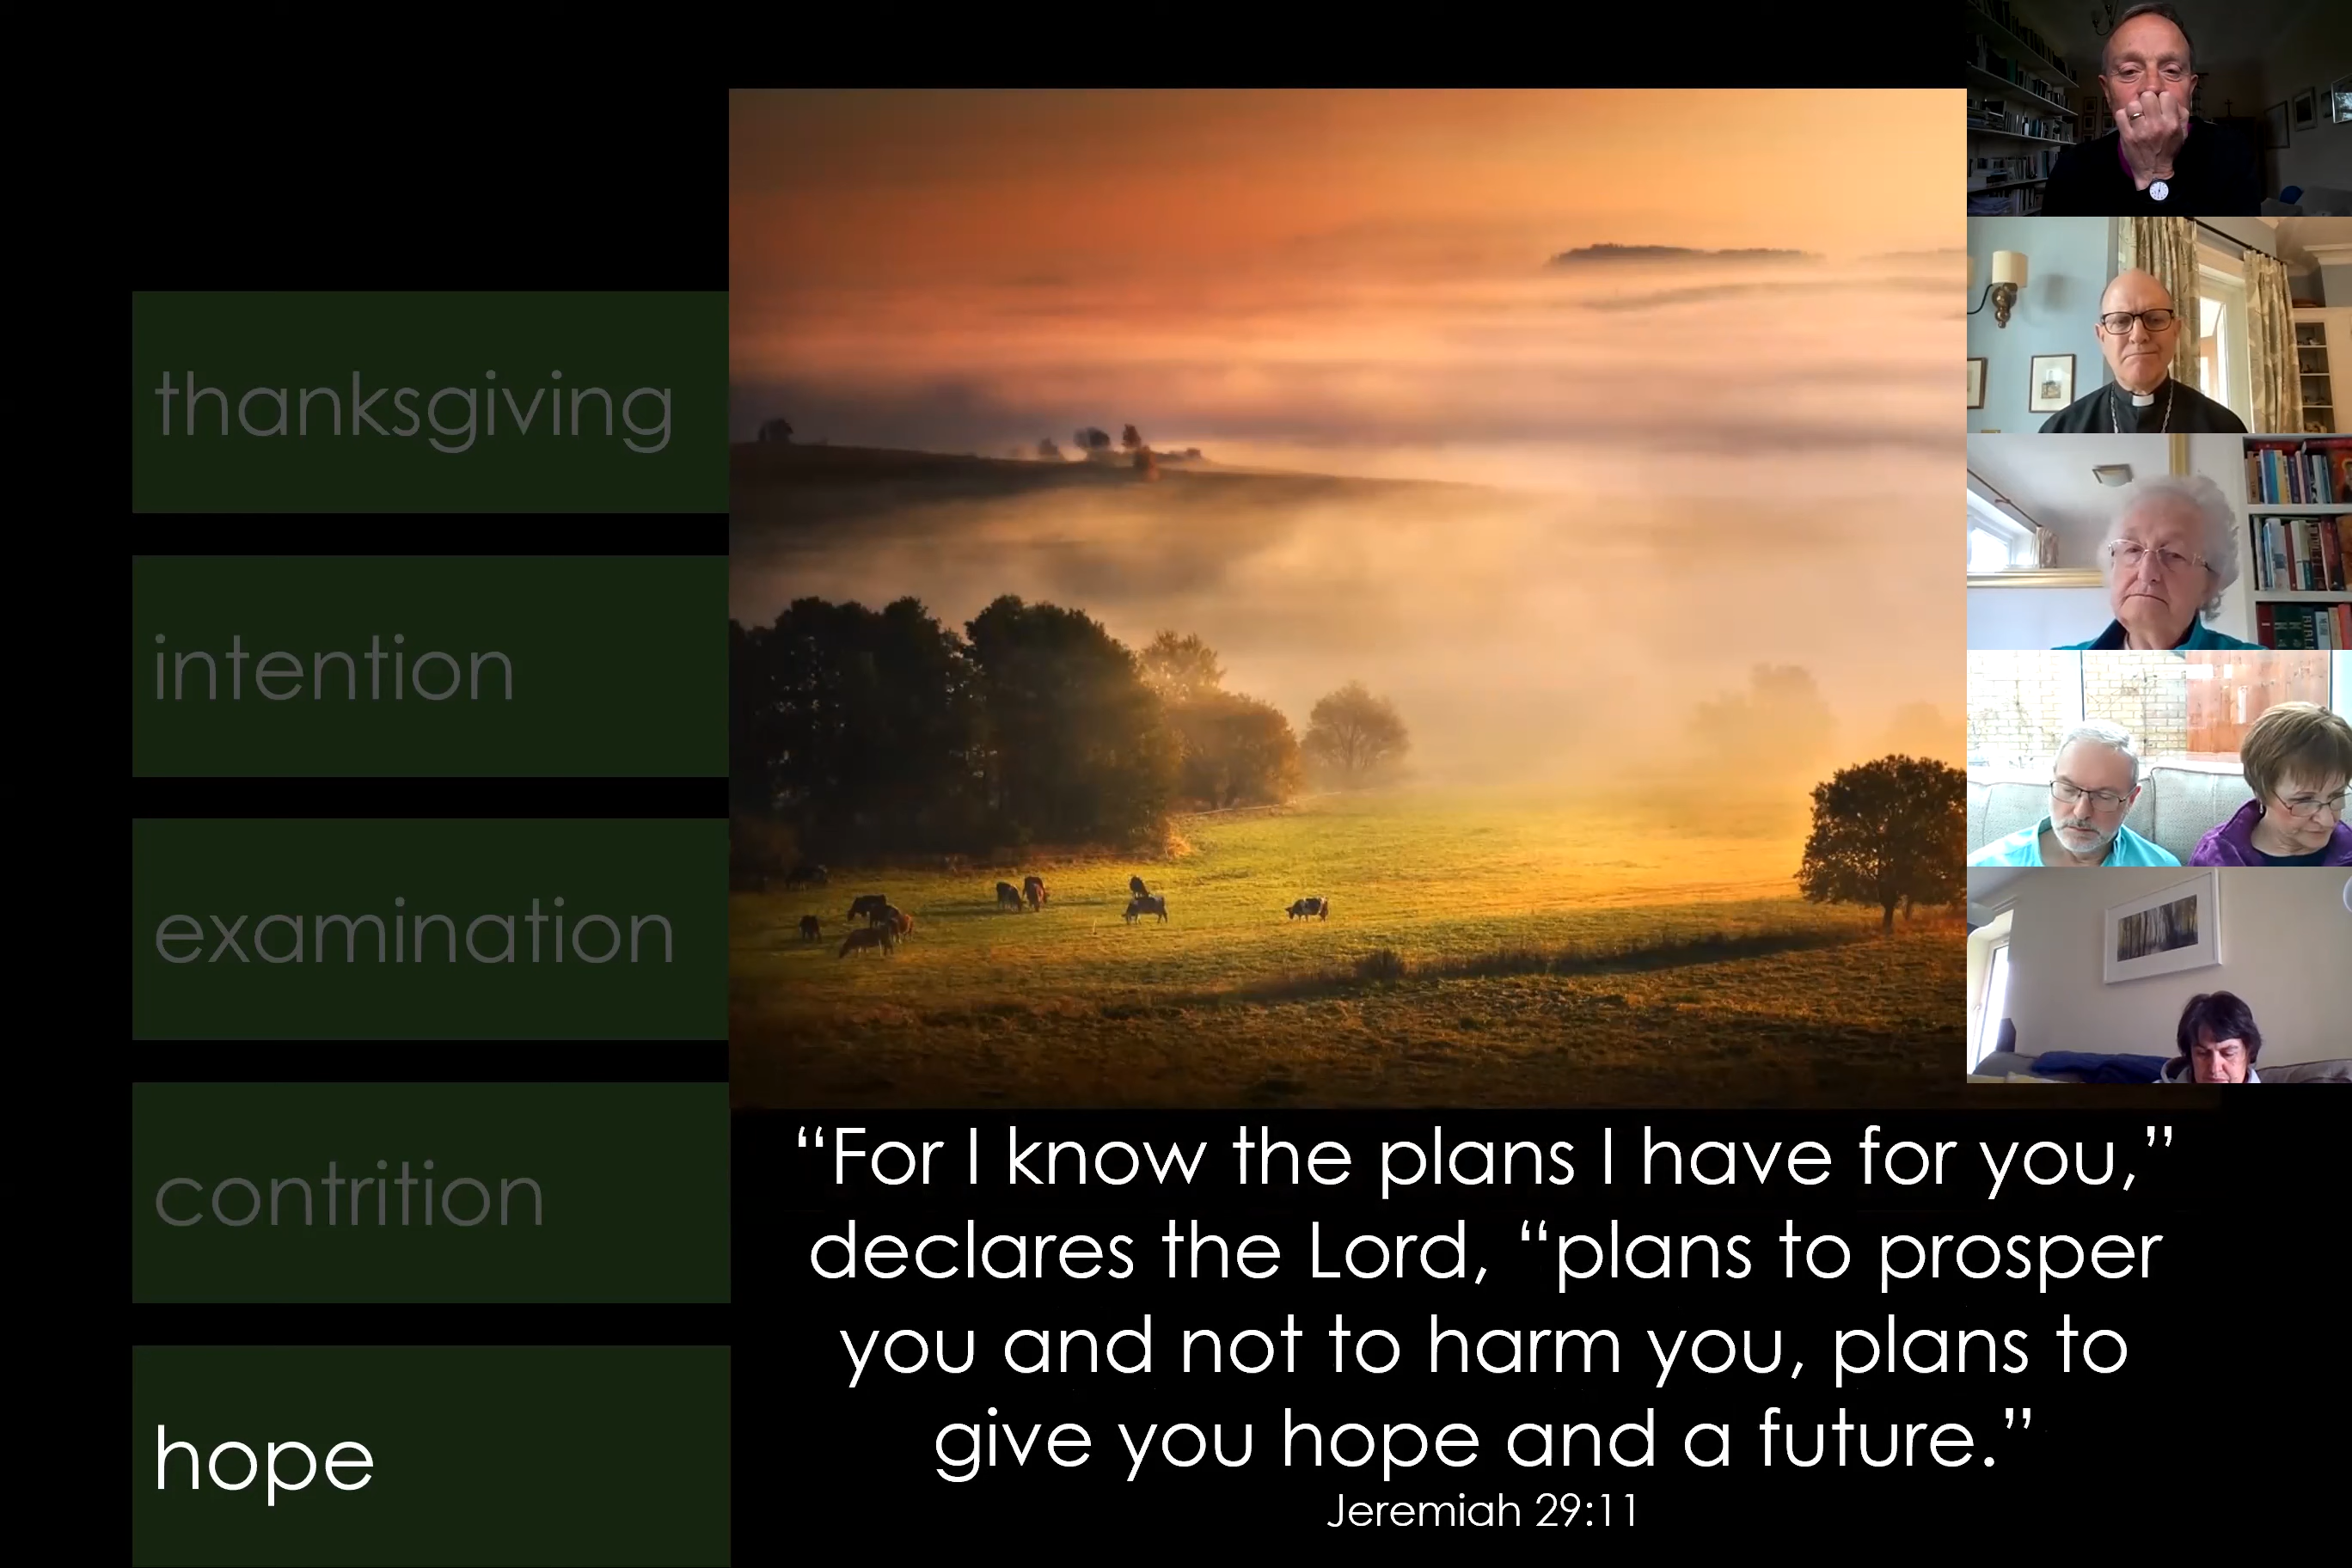 thanksgiving
intention
examination
contrition
hope
“For I know the plans I have for you,”
declares the Lord, “plans to prosper
you and not to harm you, plans to
give you hope and a future.”
Jeremiah 29:11